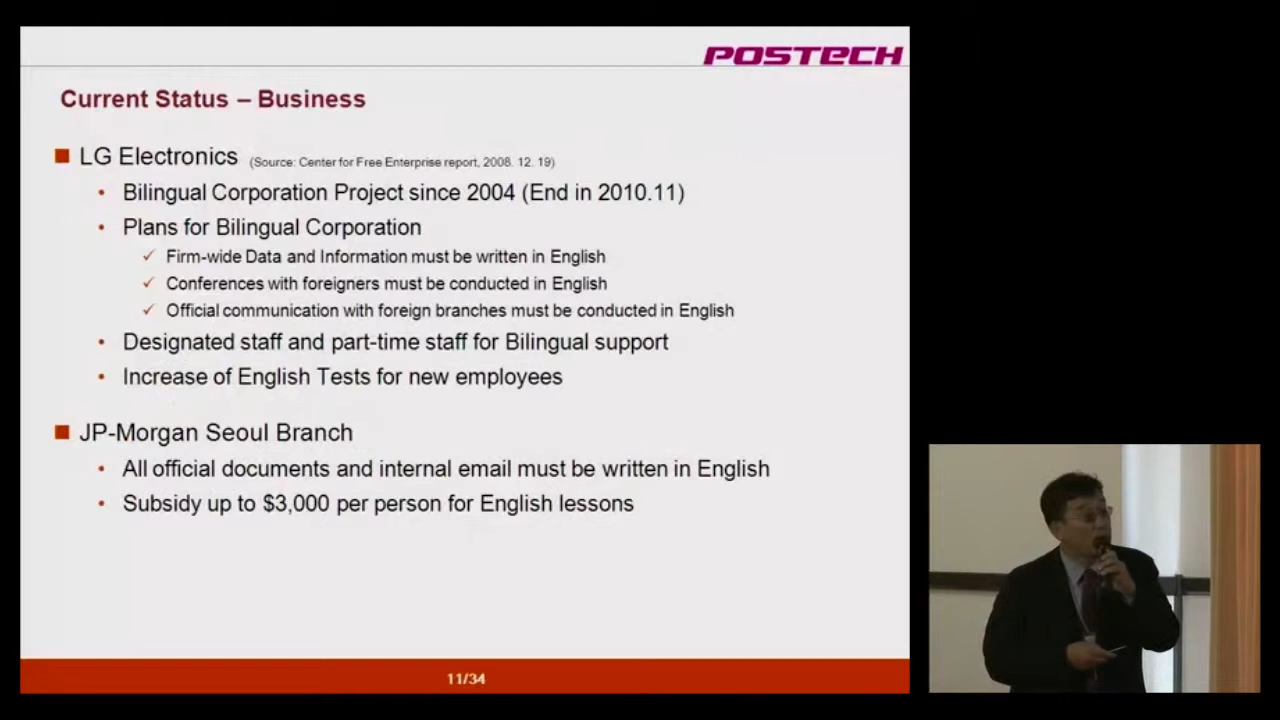 POSTECH
Current Status – Business
LG Electronics (Source: Center for Free Enterprise report, 2008. 12. 19)
Bilingual Corporation Project since 2004 (End in 2010.11)
Plans for Bilingual Corporation
Firm-wide Data and Information must be written in English
Conferences with foreigners must be conducted in English
Official communication with foreign branches must be conducted in English
Designated staff and part-time staff for Bilingual support
Increase of English Tests for new employees
JP-Morgan Seoul Branch
All official documents and internal email must be written in English
Subsidy up to $3,000 per person for English lessons
11/34